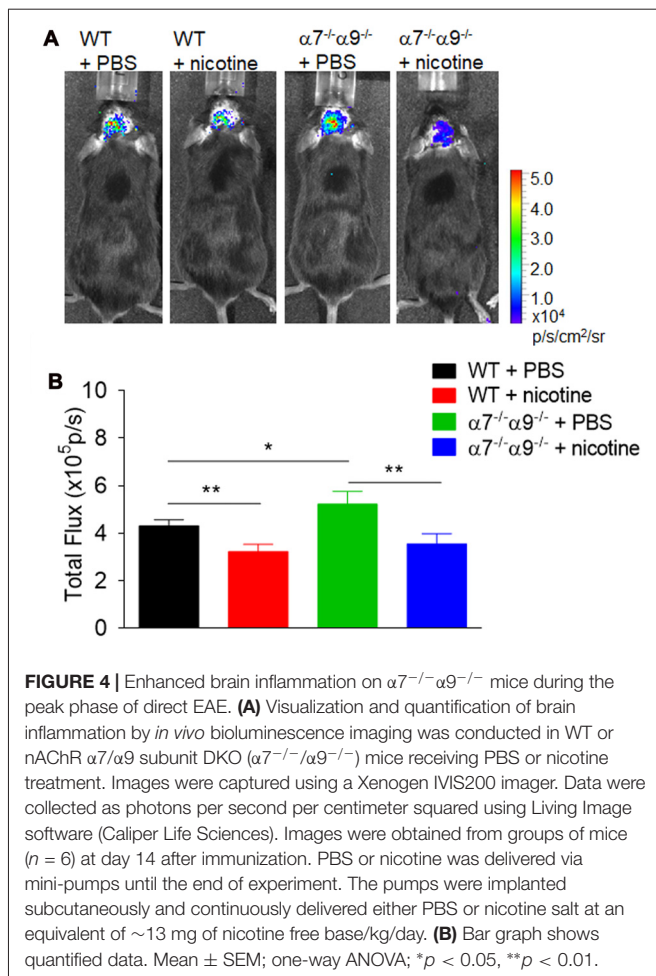 A
WT
+ PBS
WT
+ nicotine
α7⁻/⁻α9⁻/⁻
+ PBS
α7⁻/⁻α9⁻/⁻
+ nicotine
5.0
4.0
3.0
2.0
1.0
x10⁴
p/s/cm²/sr
B
WT + PBS
WT + nicotine
α7⁻/⁻α9⁻/⁻ + PBS
α7⁻/⁻α9⁻/⁻ + nicotine
Total Flux (x10⁵p/s)
10
8
6
4
2
0
*
**
**
FIGURE 4 | Enhanced brain inflammation on α7⁻/⁻α9⁻/⁻ mice during the
peak phase of direct EAE. (A) Visualization and quantification of brain
inflammation by in vivo bioluminescence imaging was conducted in WT or
nAChR α7/α9 subunit DKO (α7⁻/⁻/α9⁻/⁻) mice receiving PBS or nicotine
treatment. Images were captured using a Xenogen IVIS200 imager. Data were
collected as photons per second per centimeter squared using Living Image
software (Caliper Life Sciences). Images were obtained from groups of mice
(n = 6) at day 14 after immunization. PBS or nicotine was delivered via
mini-pumps until the end of experiment. The pumps were implanted
subcutaneously and continuously delivered either PBS or nicotine salt at an
equivalent of ~13 mg of nicotine free base/kg/day. (B) Bar graph shows
quantified data. Mean ± SEM; one-way ANOVA; *p < 0.05, **p < 0.01.